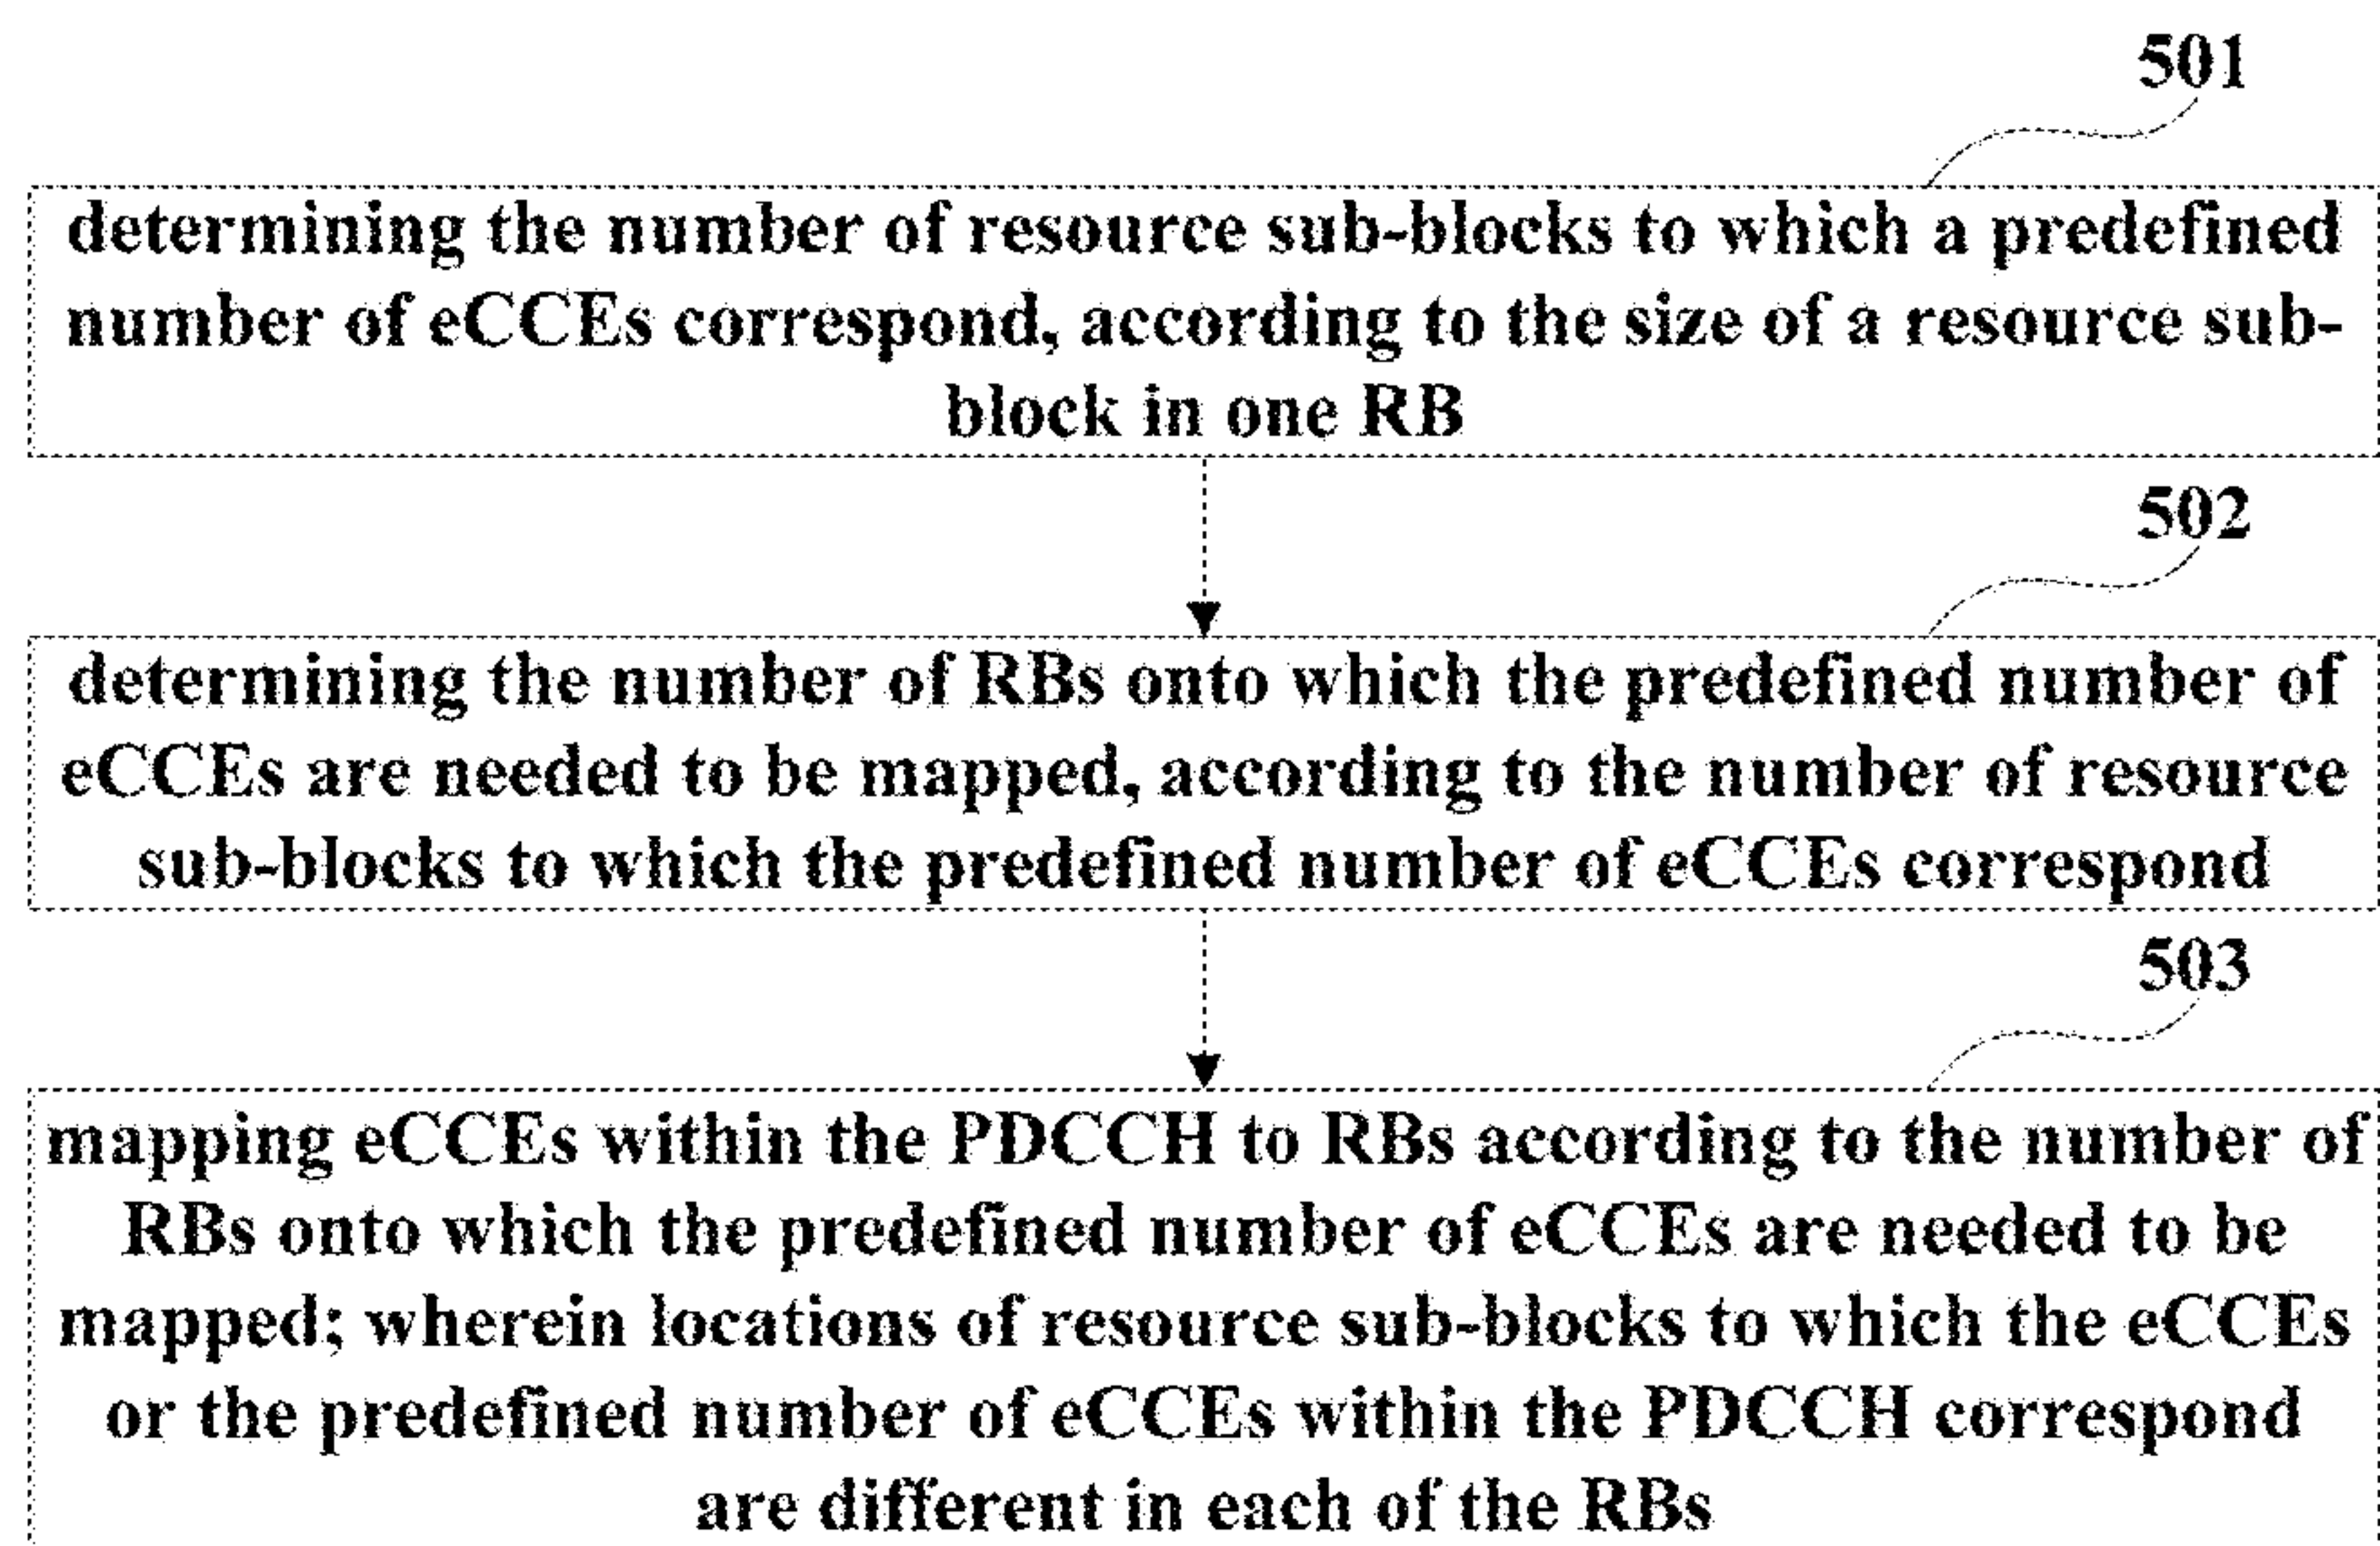 501
determining the number of resource sub-blocks to which a predefined
number of eCCEs correspond, according to the size of a resource sub-
block in one RB
502
determining the number of RBs onto which the predefined number of
eCCEs are needed to be mapped, according to the number of resource
sub-blocks to which the predefined number of eCCEs correspond
503
mapping eCCEs within the PDCCH to RBs according to the number of
RBs onto which the predefined number of eCCEs are needed to be
mapped; wherein locations of resource sub-blocks to which the eCCEs
or the predefined number of eCCEs within the PDCCH correspond
are different in each of the RBs